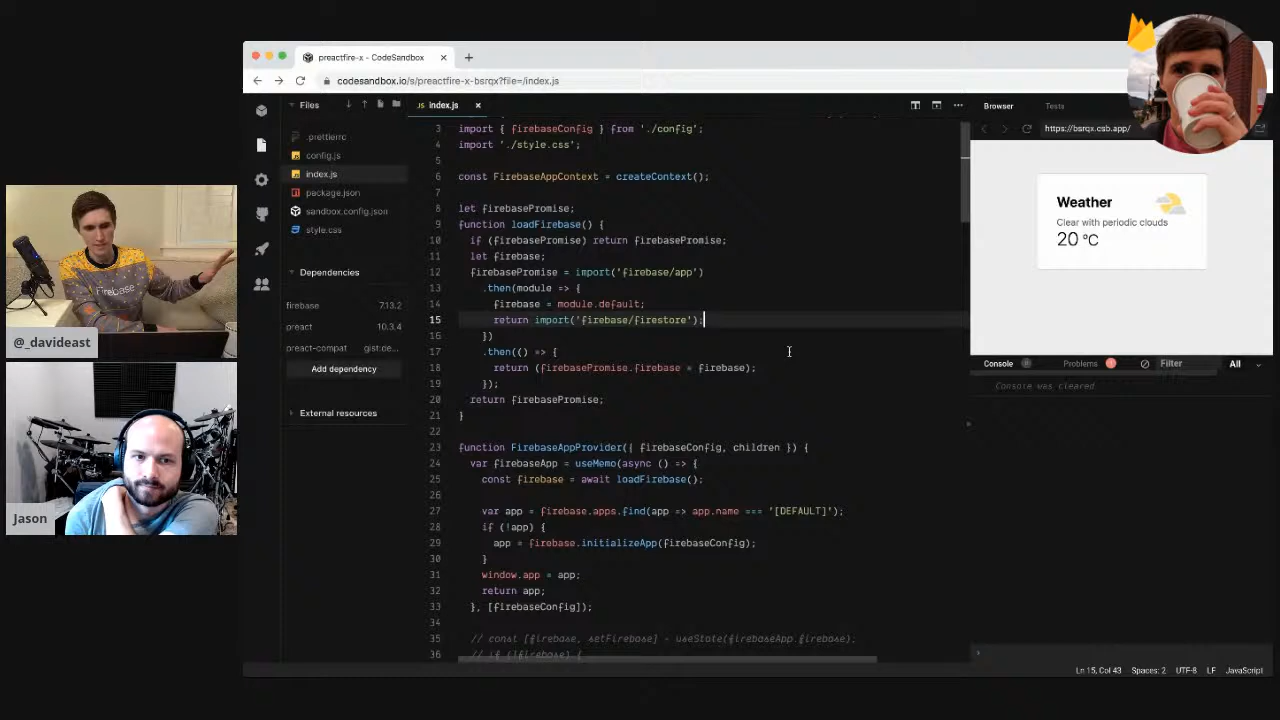 preactfire-x - CodeSandbox
codesandbox.io/s/preactfire-x-bsrqx?file=/index.js
Files
JS index.js
Browser
Tests
https://bsrqx.csb.app/
.prettierrc
config.js
index.js
package.json
sandbox.config.json
style.css
Dependencies
firebase 7.13.2
preact 10.3.4
preact-compat gist:de...
Add dependency
External resources
3 import { firebaseConfig } from './config';
4 import './style.css';
5
6 const FirebaseAppContext = createContext();
7
8 let firebasePromise;
9 function loadFirebase() {
10 if (firebasePromise) return firebasePromise;
11 let firebase;
12 firebasePromise = import('firebase/app')
13 .then(module => {
14 firebase = module.default;
15 return import('firebase/firestore');
16 })
17 .then(() => {
18 return (firebasePromise.firebase = firebase);
19 });
20 return firebasePromise;
21 }
22
23 function FirebaseAppProvider({ firebaseConfig, children }) {
24 var firebaseApp = useMemo(async () => {
25 const firebase = await loadFirebase();
26
27 var app = firebase.apps.find(app => app.name === '[DEFAULT]');
28 if (!app) {
29 app = firebase.initializeApp(firebaseConfig);
30 }
31 window.app = app;
32 return app;
33 }, [firebaseConfig]);
35 // const [firebase, setFirebase] = useState(firebaseApp.firebase);
36 // if (!firebase) {
Weather
Clear with periodic clouds
20 °C
Console 0 Problems 1 Filter All
Console was cleared
Ln 15, Col 43 Spaces: 2 UTF-8 LF JavaScript
Firebase
@_davideast
Jason